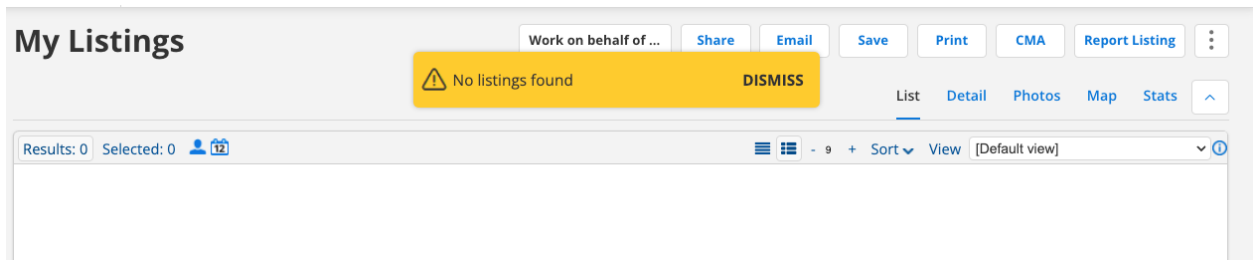 My Listings
Work on behalf of ... Share Email Save Print CMA Report Listing
No listings found DISMISS
List Detail Photos Map Stats
Results: 0 Selected: 0 12 - 9 + Sort View [Default view]